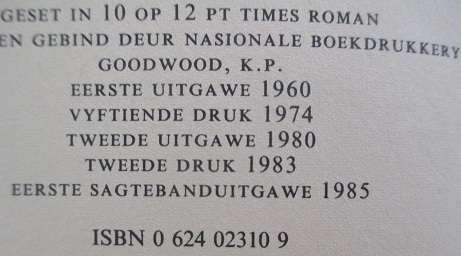 GESET IN 10 OP 12 PT TIMES ROMAN
EN GEBIND DEUR NASIONALE BOEKDRUKKERY
GOODWOOD, K.P.
EERSTE UITGAWE 1960
VYFTIENDE DRUK 1974
TWEEDE UITGAWE 1980
TWEEDE DRUK 1983
EERSTE SAGTEBANDUITGAWE 1985
ISBN 0 624 02310 9